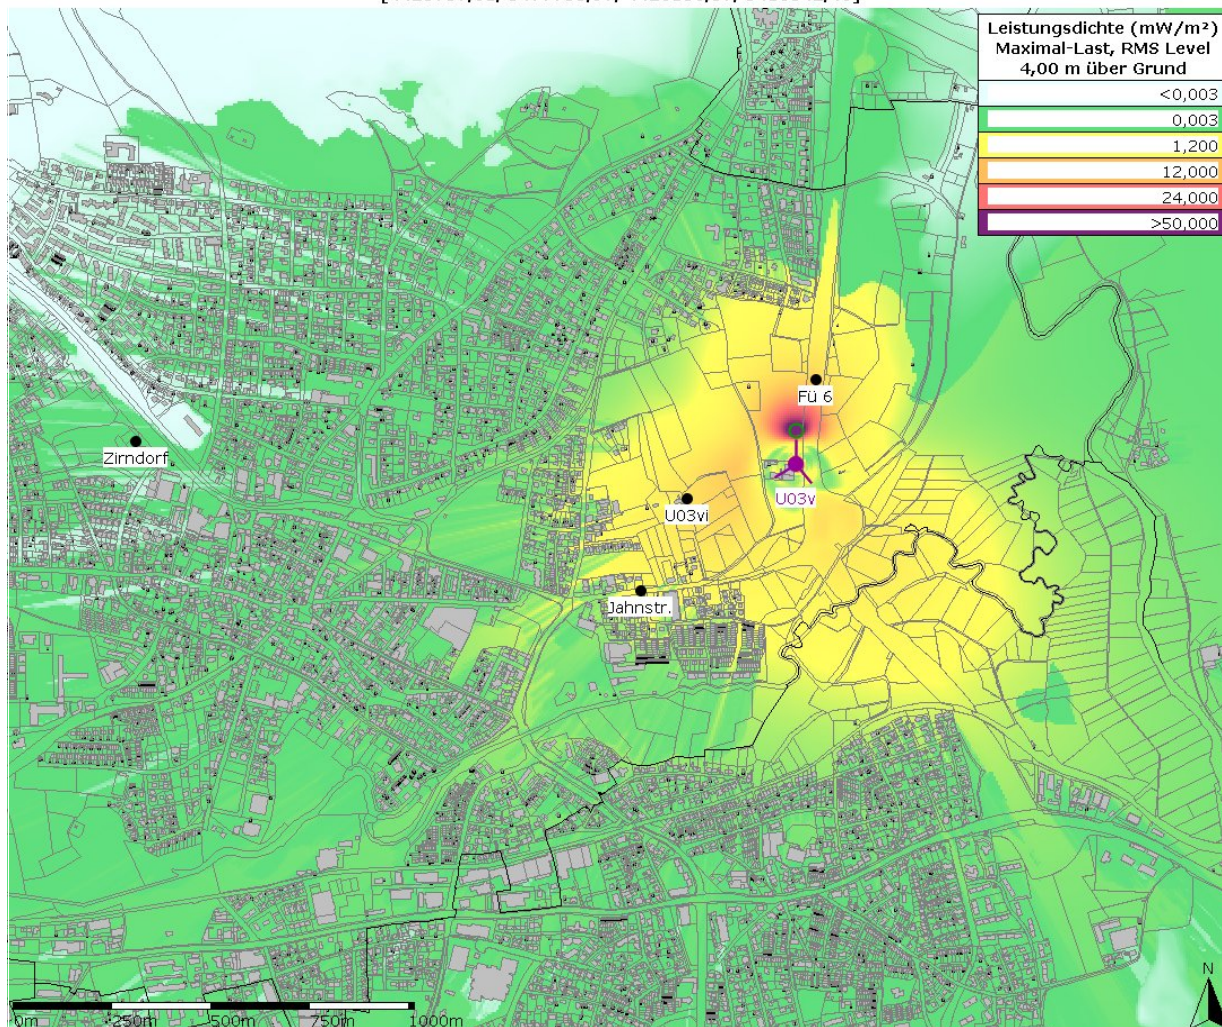 Leistungsdichte (mW/m²)
Maximal-Last, RMS Level
4,00 m über Grund
<0,003
0,003
1,200
12,000
24,000
>50,000
Fü 6
Zirndorf
U03v
U03vi
Jahnstr.
N
0m 250m 500m 750m 1000m